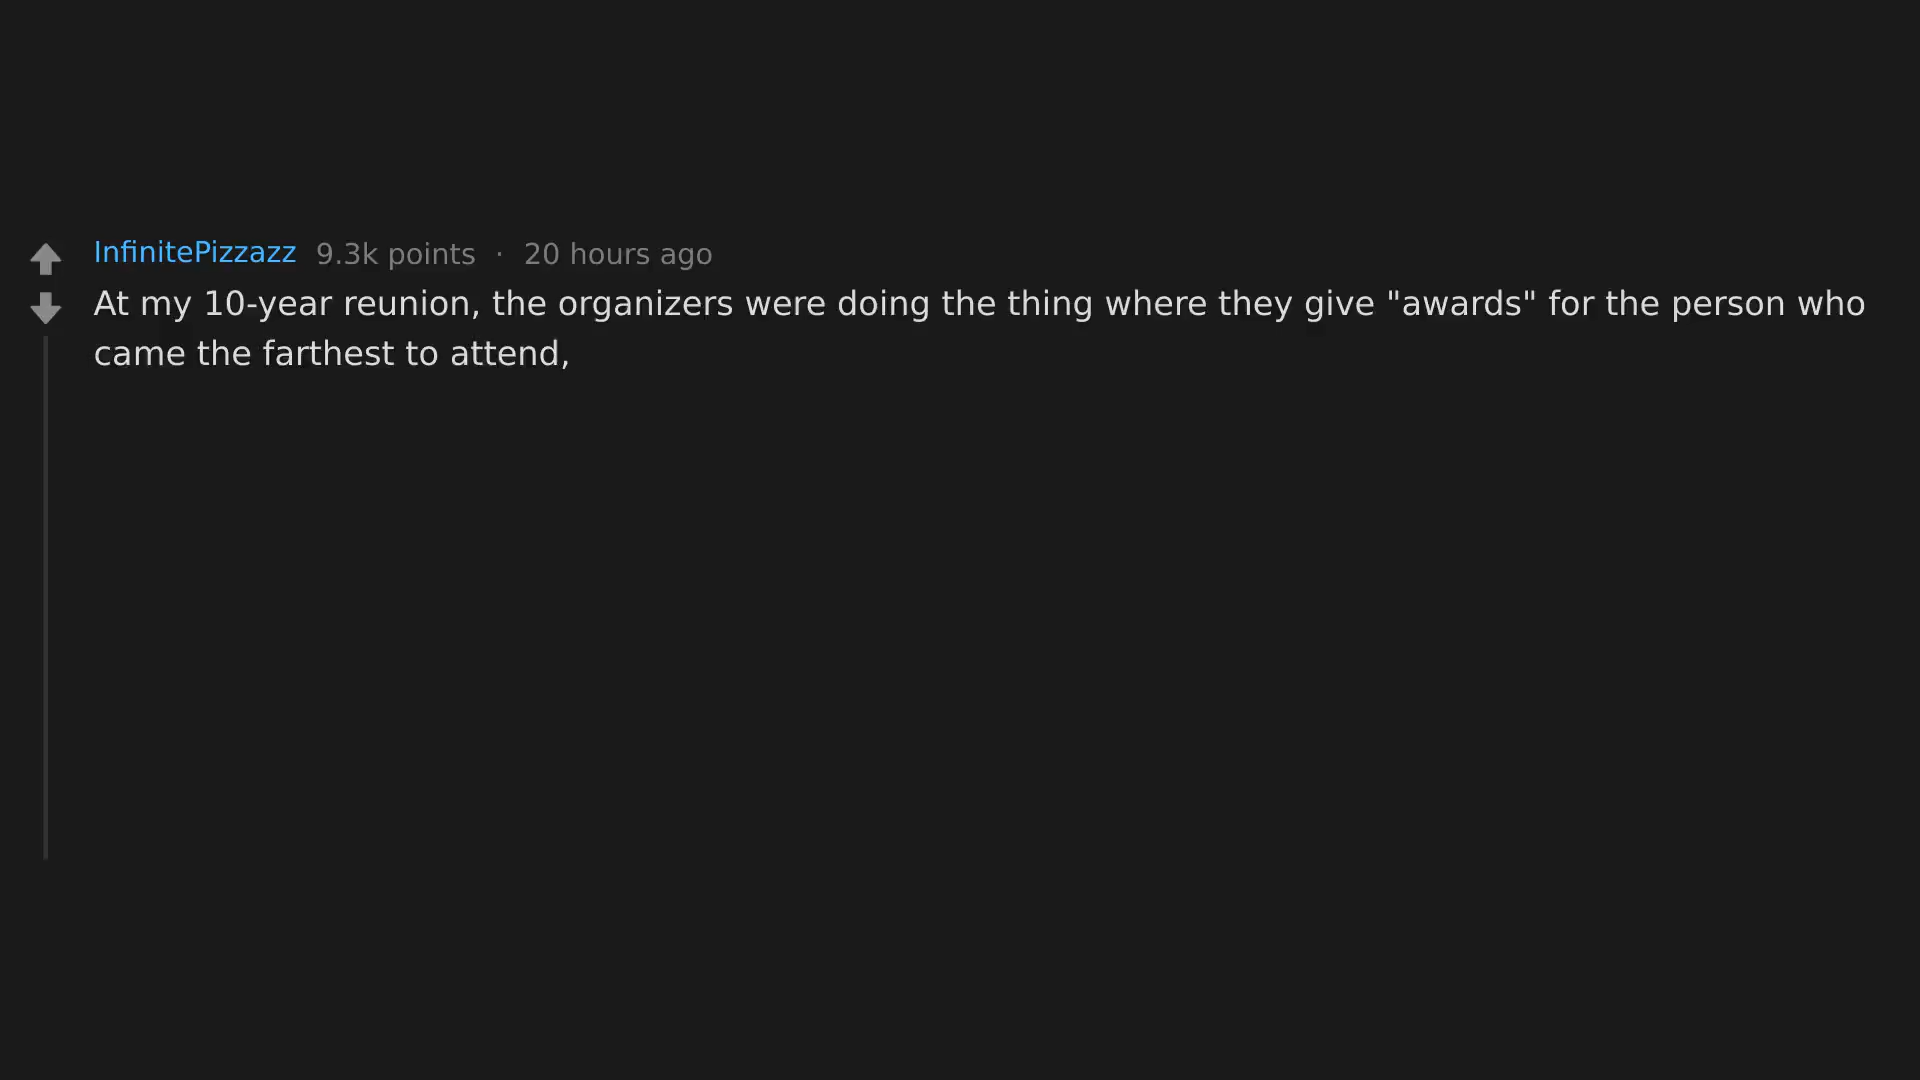 InfinitePizzazz 9.3k points · 20 hours ago
At my 10-year reunion, the organizers were doing the thing where they give "awards" for the person who
came the farthest to attend,